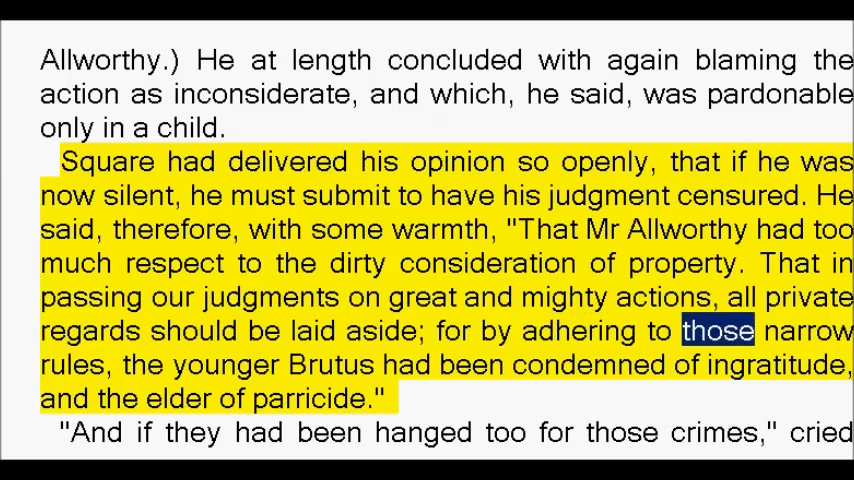 Allworthy.) He at length concluded with again blaming the
action as inconsiderate, and which, he said, was pardonable
only in a child.
Square had delivered his opinion so openly, that if he was
now silent, he must submit to have his judgment censured. He
said, therefore, with some warmth, "That Mr Allworthy had too
much respect to the dirty consideration of property. That in
passing our judgments on great and mighty actions, all private
regards should be laid aside; for by adhering to those narrow
rules, the younger Brutus had been condemned of ingratitude,
and the elder of parricide."
"And if they had been hanged too for those crimes," cried